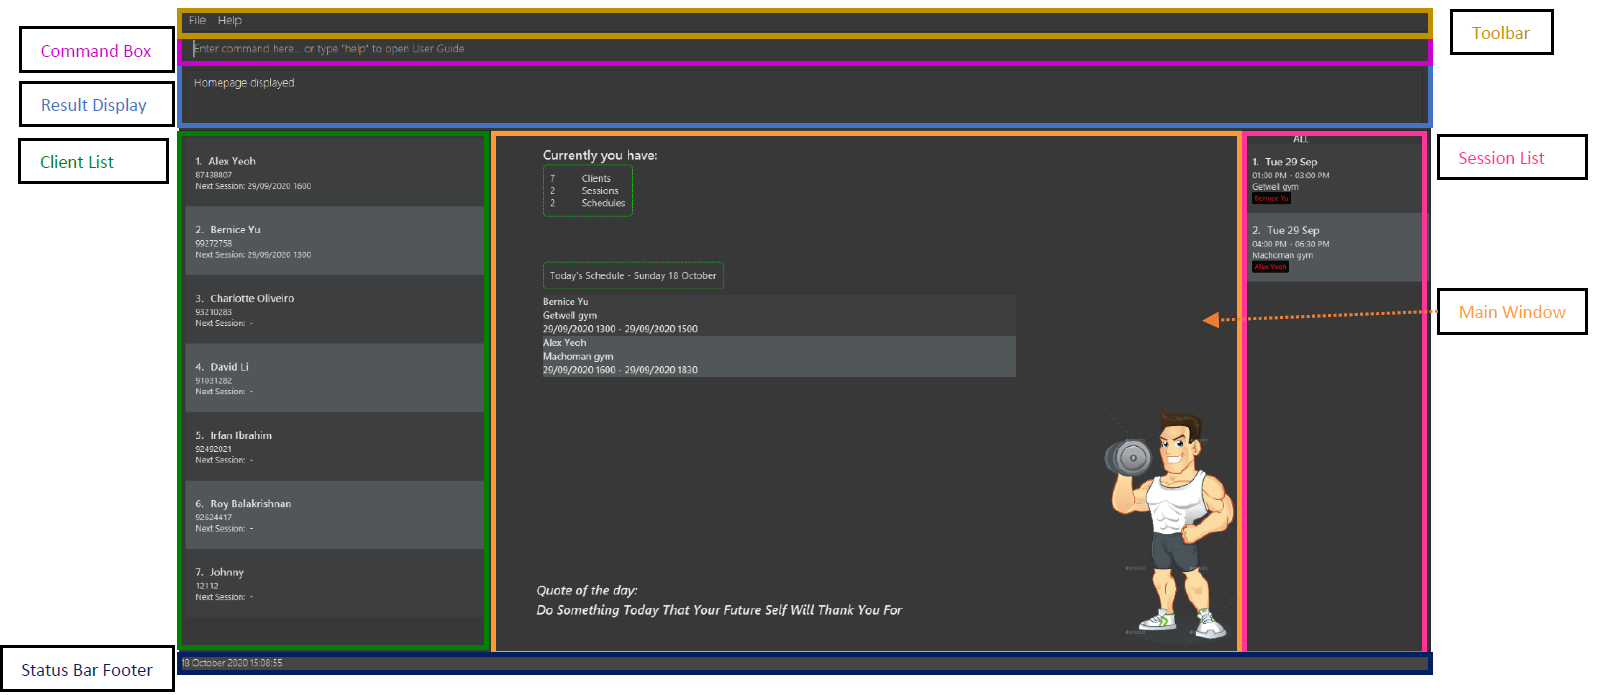 File Help
Toolbar
Command Box
Enter command here... or type "help" to open User Guide
Result Display
Homepage displayed.
Client List
1. Alex Yeoh
87438807
Next Session: 29/09/2020 1600
2. Bernice Yu
99272758
Next Session: 29/09/2020 1300
3. Charlotte Oliveiro
93210283
Next Session: -
4. David Li
91031282
Next Session: -
5. Irfan Ibrahim
92492021
Next Session: -
6. Roy Balakrishnan
92624417
Next Session: -
7. Johnny
12112
Next Session: -
Currently you have:
7 Clients
2 Sessions
2 Schedules
Today's Schedule - Sunday 18 October
Bernice Yu
Getwell gym
29/09/2020 1300 - 29/09/2020 1500
Alex Yeoh
Machoman gym
29/09/2020 1600 - 29/09/2020 1830
Quote of the day:
Do Something Today That Your Future Self Will Thank You For
ALL
1. Tue 29 Sep
01:00 PM - 03:00 PM
Getwell gym
Bernice Yu
2. Tue 29 Sep
04:00 PM - 06:30 PM
Machoman gym
Alex Yeoh
Session List
Main Window
Status Bar Footer
18 October 2020 15:08:55